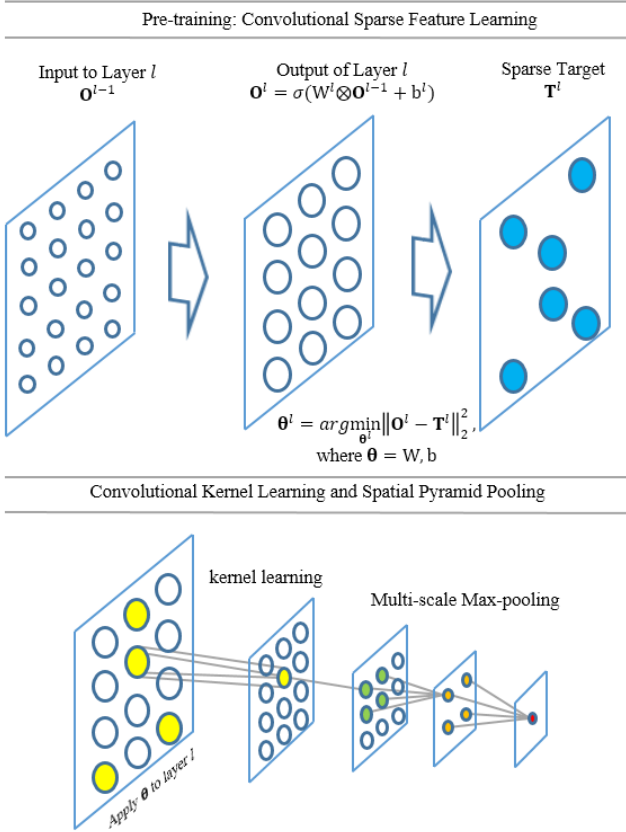 Pre-training: Convolutional Sparse Feature Learning
Input to Layer l
O^{l−1}
Output of Layer l
O^l = σ(W^l⊗O^{l−1} + b^l)
Sparse Target
T^l
θ^l = argmin_{θ^l}‖O^l − T^l‖_2^2,
where θ = W, b
Convolutional Kernel Learning and Spatial Pyramid Pooling
kernel learning
Multi-scale Max-pooling
Apply θ to layer l